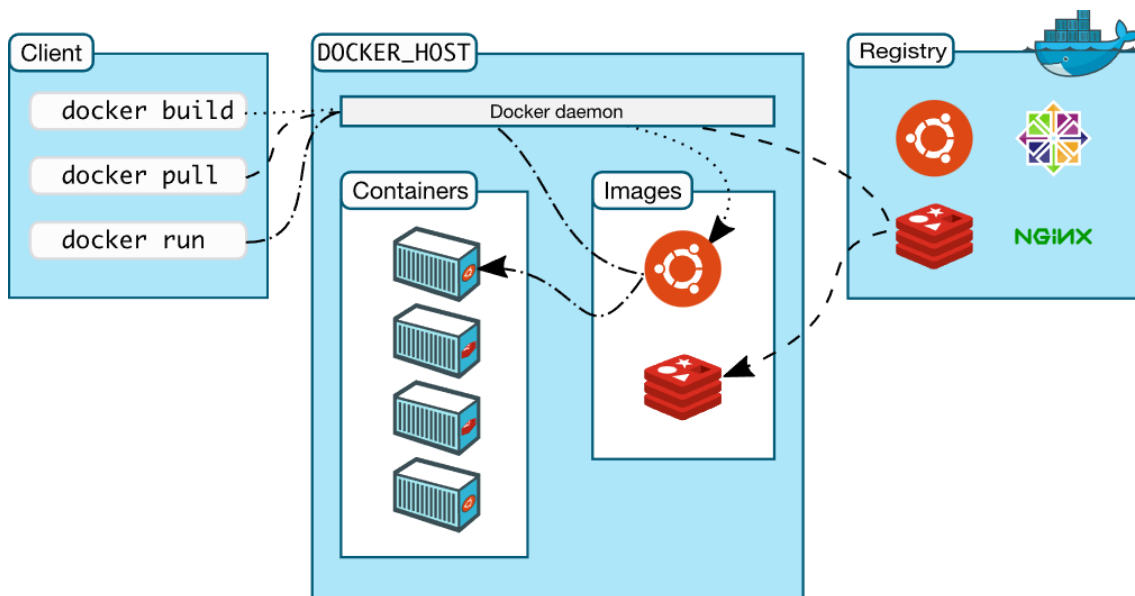 Client
docker build
docker pull
docker run
DOCKER_HOST
Docker daemon
Containers
Images
Registry
NGiNX